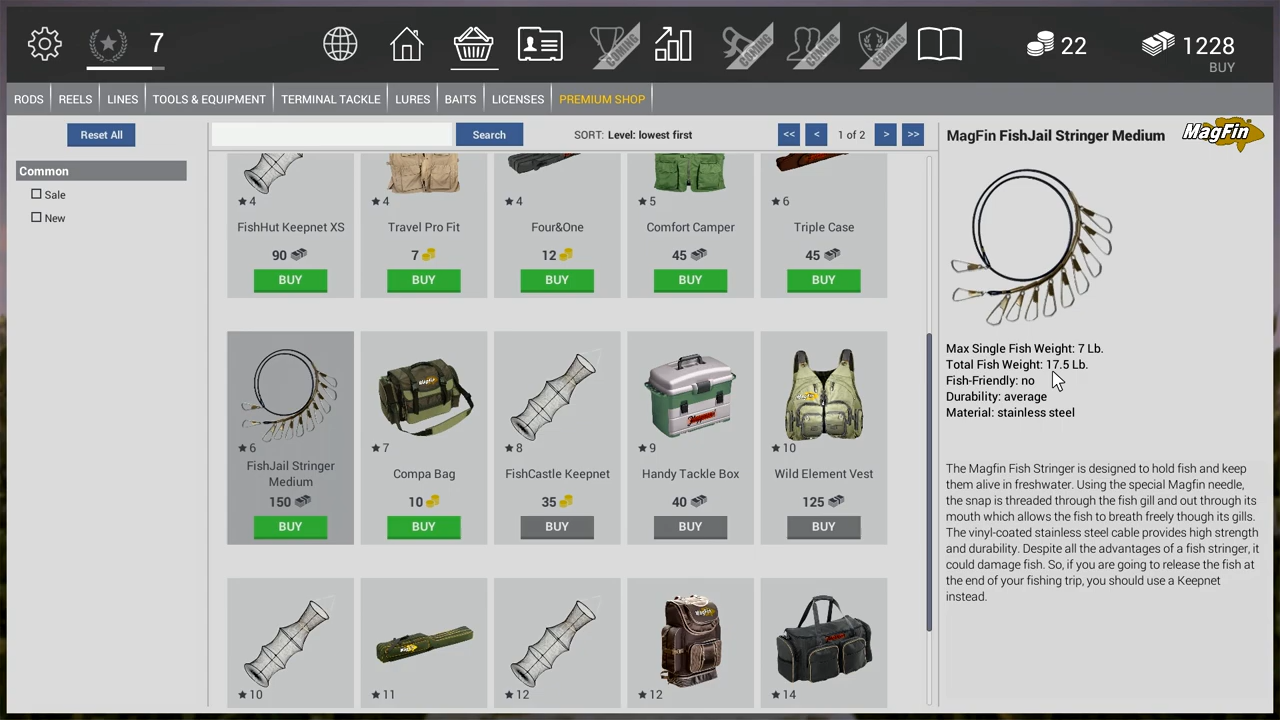 7
COMING
COMING
COMING
COMING
22
1228
BUY
RODS
REELS
LINES
TOOLS & EQUIPMENT
TERMINAL TACKLE
LURES
BAITS
LICENSES
PREMIUM SHOP
Reset All
Search
SORT: Level: lowest first
<<
<
1 of 2
>
>>
MagFin FishJail Stringer Medium
MagFin
Common
Sale
New
4
4
4
5
6
FishHut Keepnet XS
Travel Pro Fit
Four&One
Comfort Camper
Triple Case
90
7
12
45
45
BUY
BUY
BUY
BUY
BUY
6
7
8
9
10
FishJail Stringer
Medium
Compa Bag
FishCastle Keepnet
Handy Tackle Box
Wild Element Vest
150
10
35
40
125
BUY
BUY
BUY
BUY
BUY
10
11
12
12
14
Max Single Fish Weight: 7 Lb.
Total Fish Weight: 17.5 Lb.
Fish-Friendly: no
Durability: average
Material: stainless steel
The Magfin Fish Stringer is designed to hold fish and keep
them alive in freshwater. Using the special Magfin needle,
the snap is threaded through the fish gill and out through its
mouth which allows the fish to breath freely though its gills.
The vinyl-coated stainless steel cable provides high strength
and durability. Despite all the advantages of a fish stringer, it
could damage fish. So, if you are going to release the fish at
the end of your fishing trip, you should use a Keepnet
instead.